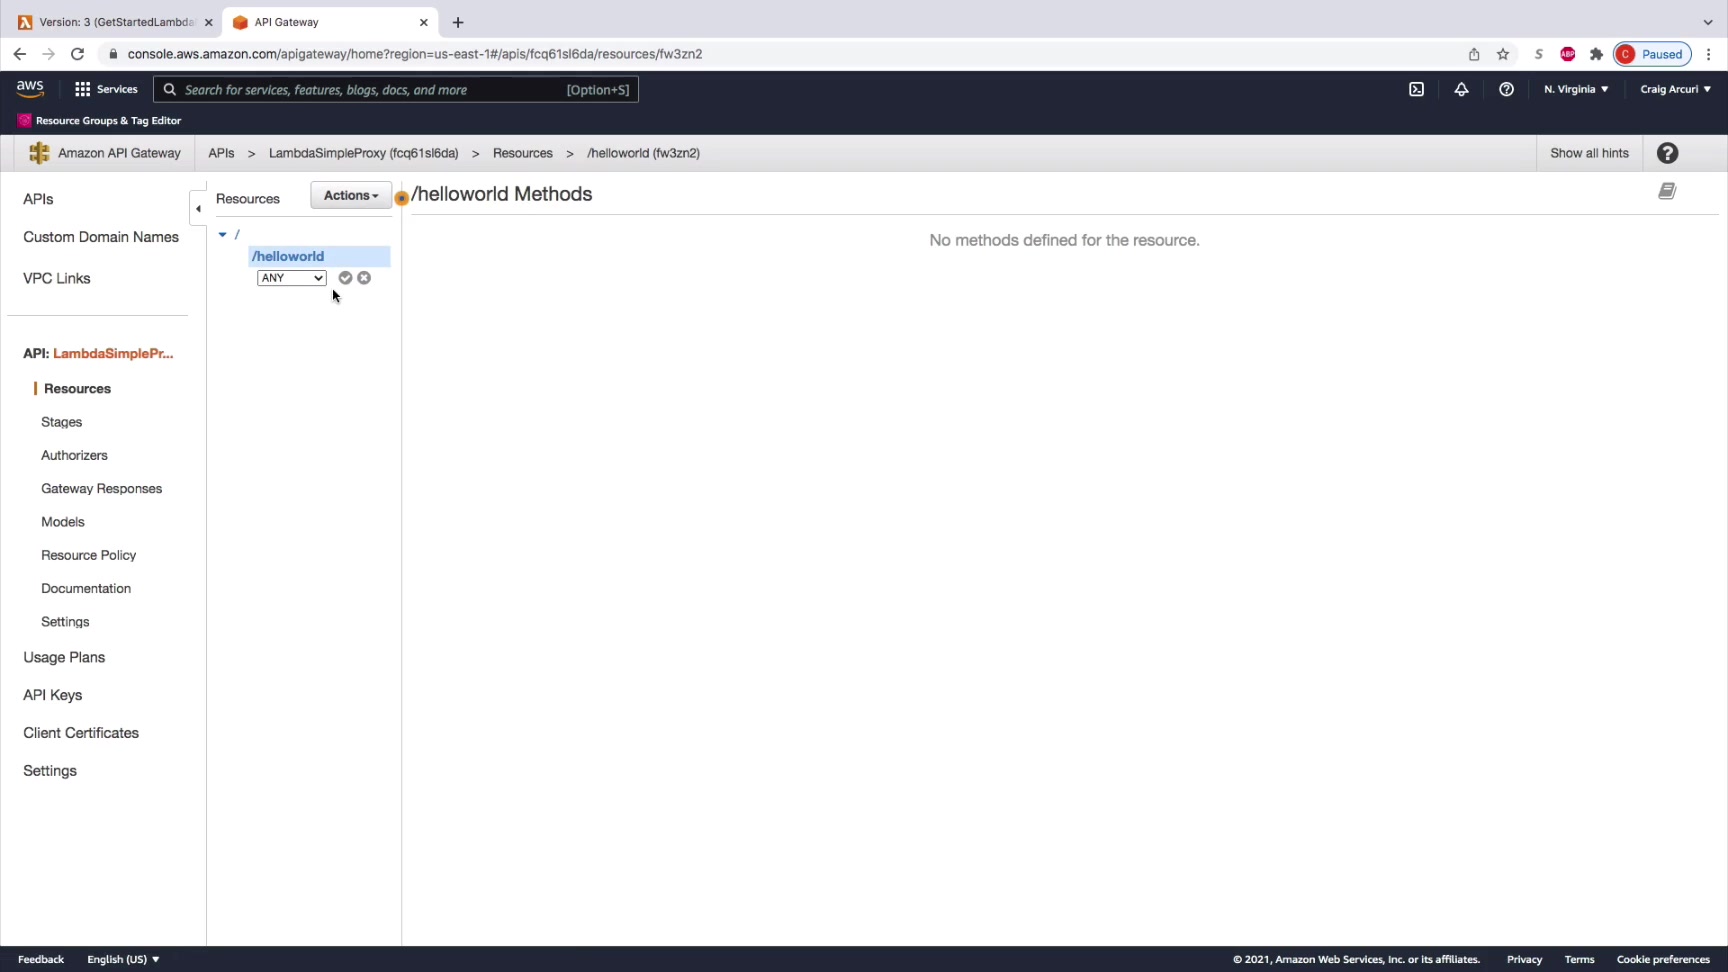 Version: 3 (GetStartedLambda
API Gateway
console.aws.amazon.com/apigateway/home?region=us-east-1#/apis/fcq61sl6da/resources/fw3zn2
S
ABP
C Paused
aws
Services
Search for services, features, blogs, docs, and more
[Option+S]
N. Virginia
Craig Arcuri
Resource Groups & Tag Editor
Amazon API Gateway
APIs > LambdaSimpleProxy (fcq61sl6da) > Resources > /helloworld (fw3zn2)
Show all hints
APIs
Custom Domain Names
VPC Links
API: LambdaSimplePr...
Resources
Stages
Authorizers
Gateway Responses
Models
Resource Policy
Documentation
Settings
Usage Plans
API Keys
Client Certificates
Settings
Resources
Actions
/
/helloworld
ANY
/helloworld Methods
No methods defined for the resource.
Feedback
English (US)
© 2021, Amazon Web Services, Inc. or its affiliates.
Privacy
Terms
Cookie preferences